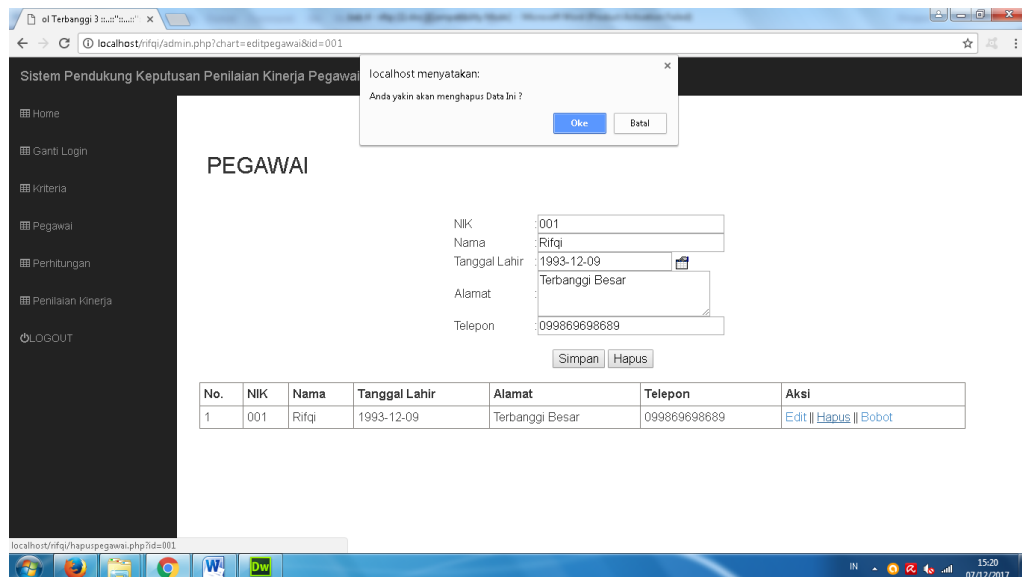 ol Terbanggi 3 ::...::"::...::"
localhost/rifqi/admin.php?chart=editpegawai&id=001
Sistem Pendukung Keputusan Penilaian Kinerja Pegawai
localhost menyatakan:
Anda yakin akan menghapus Data Ini ?
Oke Batal
Home
Ganti Login
Kriteria
Pegawai
Perhitungan
Penilaian Kinerja
LOGOUT
PEGAWAI
NIK :001
Nama :Rifqi
Tanggal Lahir :1993-12-09
Alamat : Terbanggi Besar
Telepon :099869698689
Simpan Hapus
No. NIK Nama Tanggal Lahir Alamat Telepon Aksi
1 001 Rifqi 1993-12-09 Terbanggi Besar 099869698689 Edit || Hapus || Bobot
localhost/rifqi/hapuspegawai.php?id=001
W Dw IN 15:20
07/12/2017